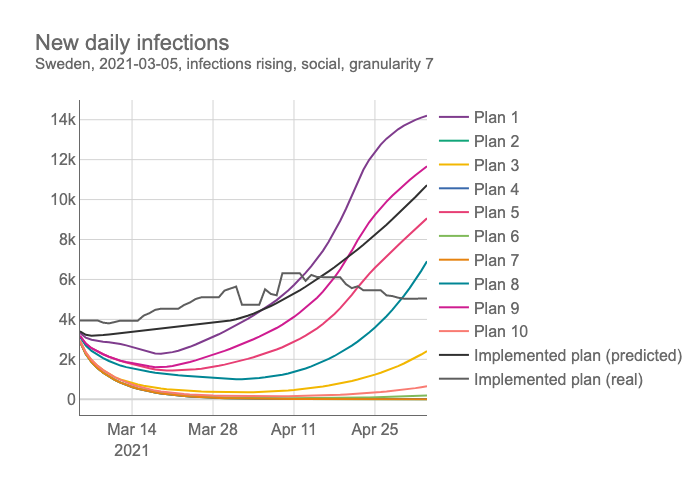 New daily infections
Sweden, 2021-03-05, infections rising, social, granularity 7
14k
12k
10k
8k
6k
4k
2k
0
Mar 14
2021
Mar 28
Apr 11
Apr 25
Plan 1
Plan 2
Plan 3
Plan 4
Plan 5
Plan 6
Plan 7
Plan 8
Plan 9
Plan 10
Implemented plan (predicted)
Implemented plan (real)